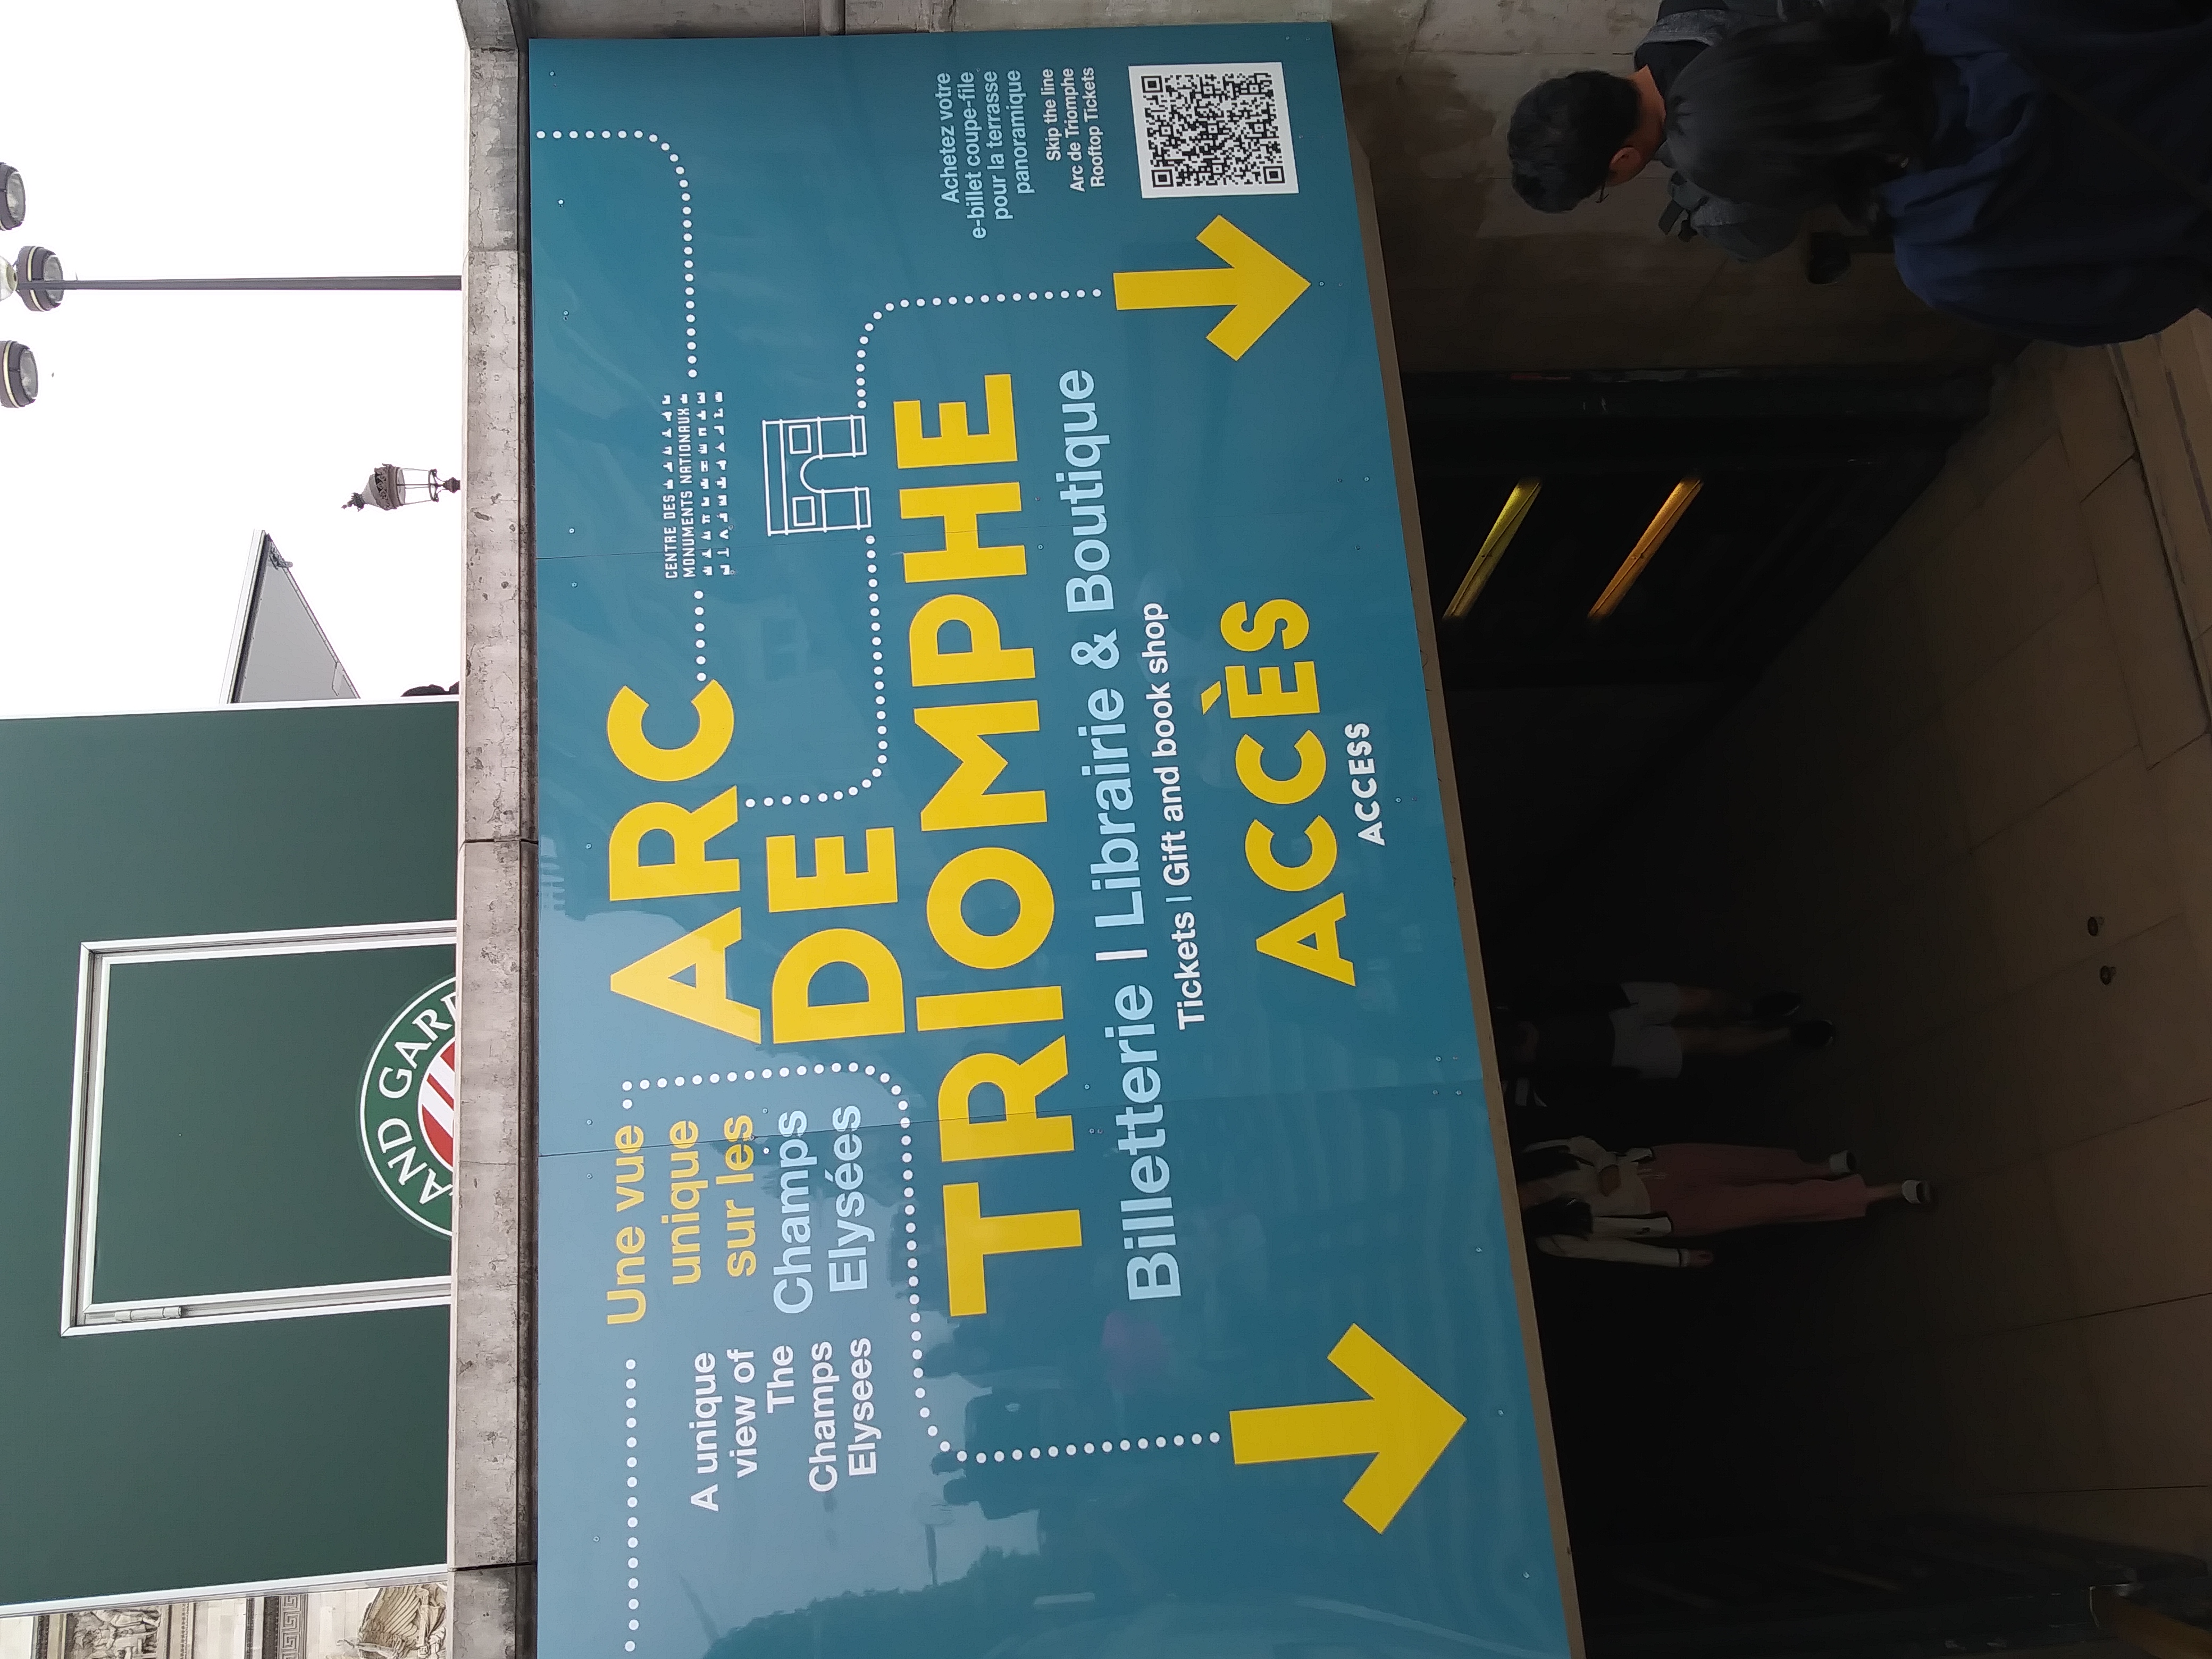 AND GAR
Une vue
unique
sur les
Champs
Elysées
A unique
view of
The
Champs
Elysees
ARC
DE
TRIOMPHE
CENTRE DES
MONUMENTS NATIONAUX
Billetterie | Librairie & Boutique
Tickets | Gift and book shop
ACCÈS
ACCESS
Achetez votre
e-billet coupe-file
pour la terrasse
panoramique
Skip the line
Arc de Triomphe
Rooftop Tickets